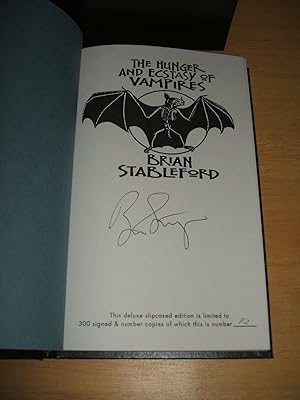 THE HUNGER
AND ECSTASY OF
VAMPIRES
BRIAN
STABLEFORD
This deluxe slipcased edition is limited to
300 signed & number copies of which this is number